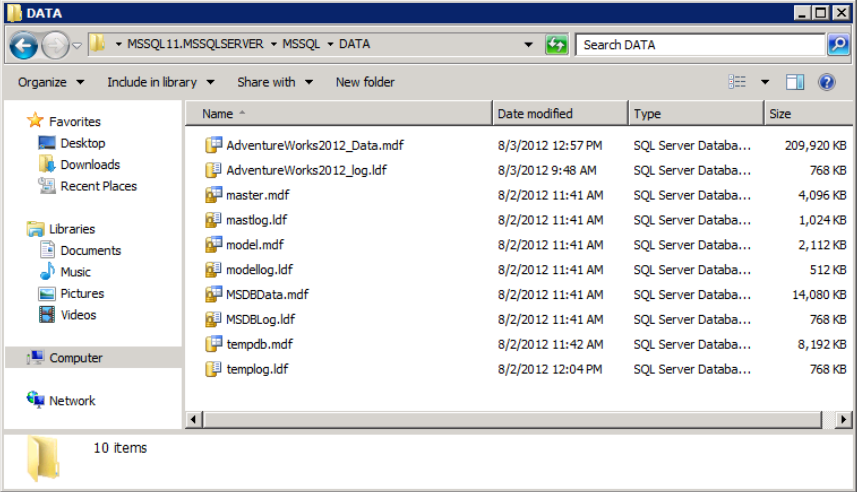 DATA
MSSQL11.MSSQLSERVER MSSQL DATA Search DATA
Organize Include in library Share with New folder
Favorites
Desktop
Downloads
Recent Places
Libraries
Documents
Music
Pictures
Videos
Computer
Network
Name Date modified Type Size
AdventureWorks2012_Data.mdf 8/3/2012 12:57 PM SQL Server Databa... 209,920 KB
AdventureWorks2012_log.ldf 8/3/2012 9:48 AM SQL Server Databa... 768 KB
master.mdf 8/2/2012 11:41 AM SQL Server Databa... 4,096 KB
mastlog.ldf 8/2/2012 11:41 AM SQL Server Databa... 1,024 KB
model.mdf 8/2/2012 11:41 AM SQL Server Databa... 2,112 KB
modellog.ldf 8/2/2012 11:41 AM SQL Server Databa... 512 KB
MSDBData.mdf 8/2/2012 11:41 AM SQL Server Databa... 14,080 KB
MSDBLog.ldf 8/2/2012 11:41 AM SQL Server Databa... 768 KB
tempdb.mdf 8/2/2012 11:42 AM SQL Server Databa... 8,192 KB
templog.ldf 8/2/2012 12:04 PM SQL Server Databa... 768 KB
10 items